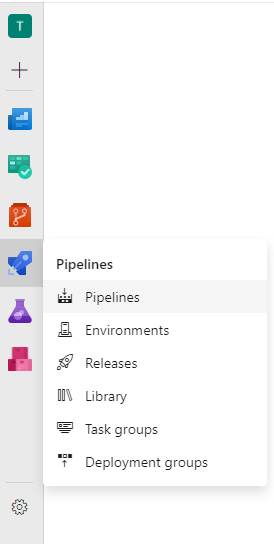 T
Pipelines
Pipelines
Environments
Releases
Library
Task groups
Deployment groups